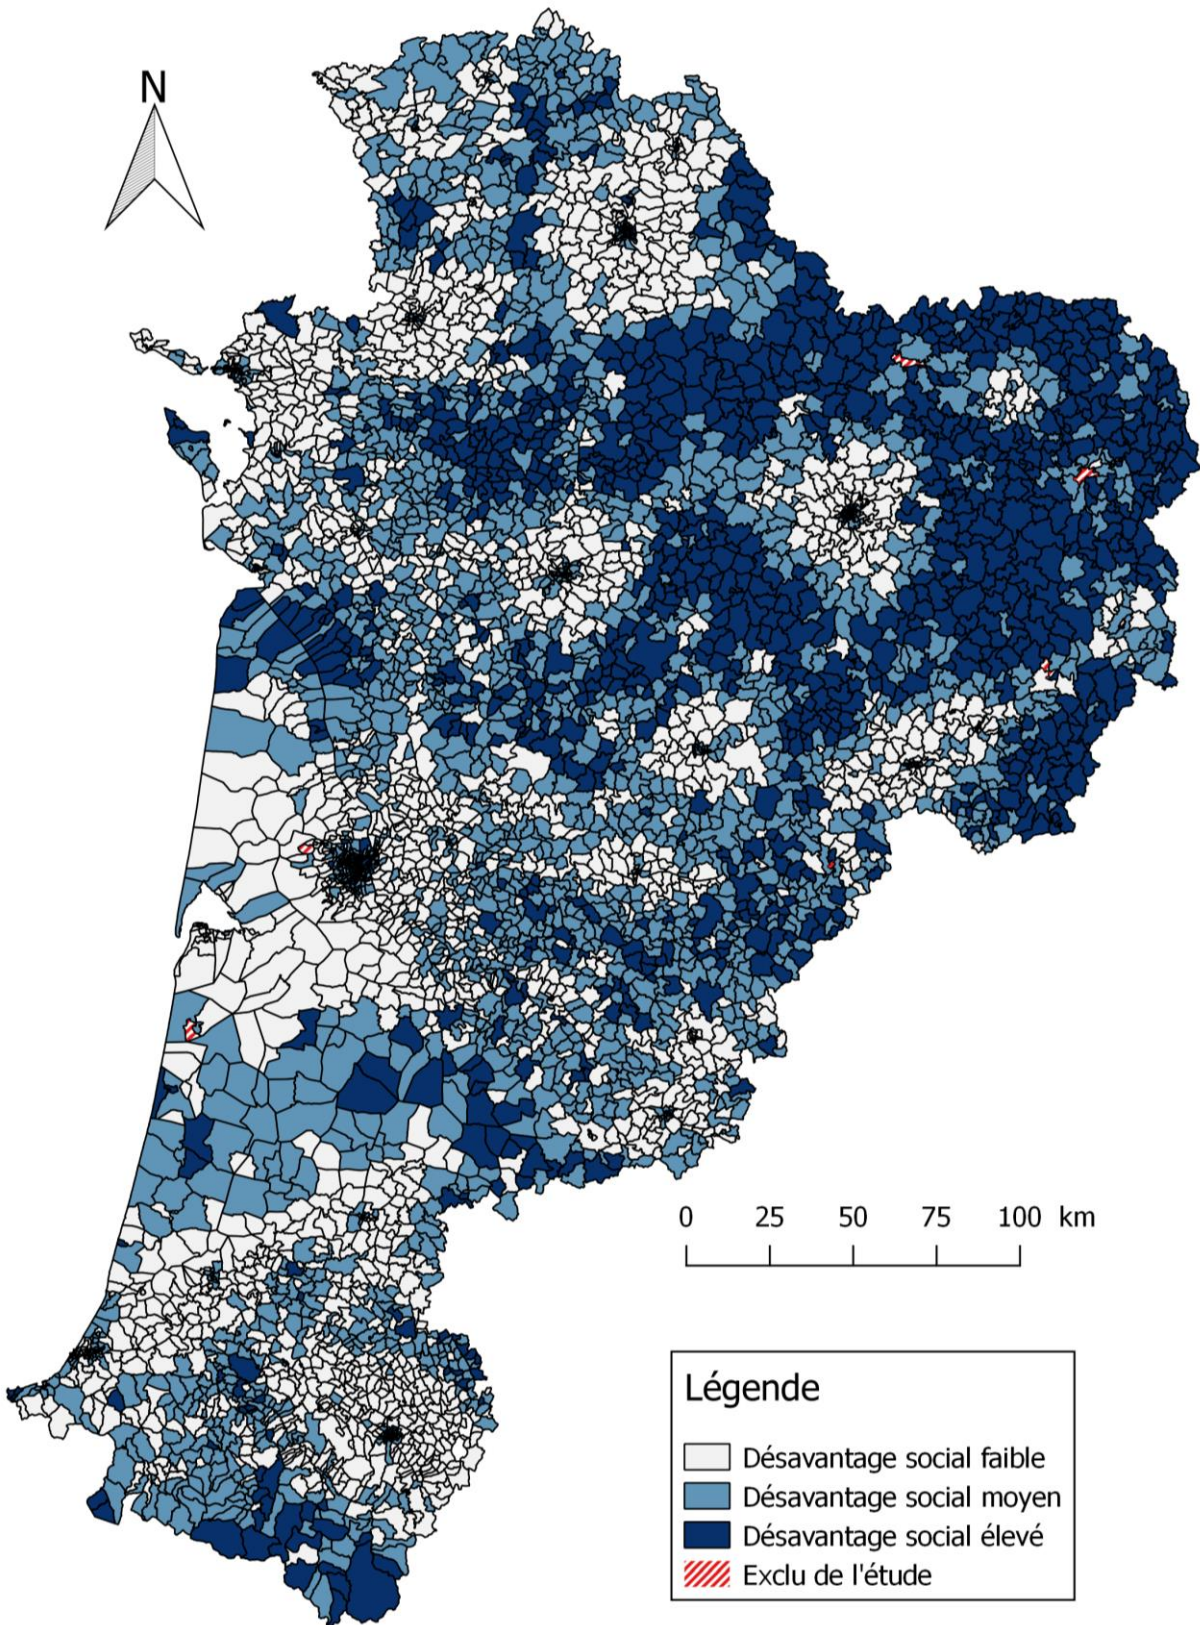 N
0 25 50 75 100 km
Légende
Désavantage social faible
Désavantage social moyen
Désavantage social élevé
Exclu de l'étude